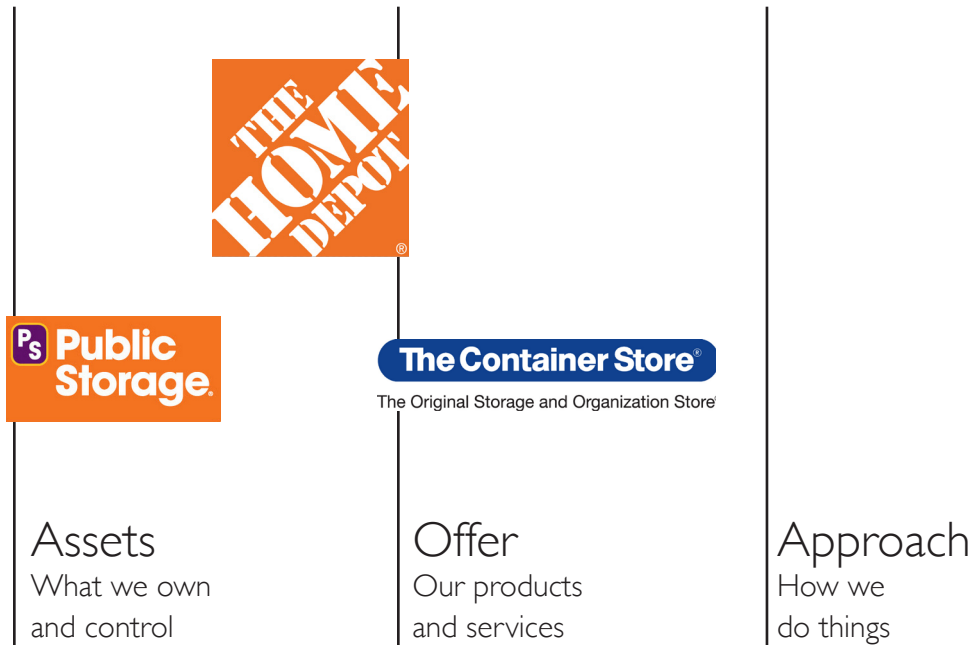 THE
HOME
DEPOT
®
PS Public
Storage.
The Container Store®
The Original Storage and Organization Store®
Assets
What we own
and control
Offer
Our products
and services
Approach
How we
do things